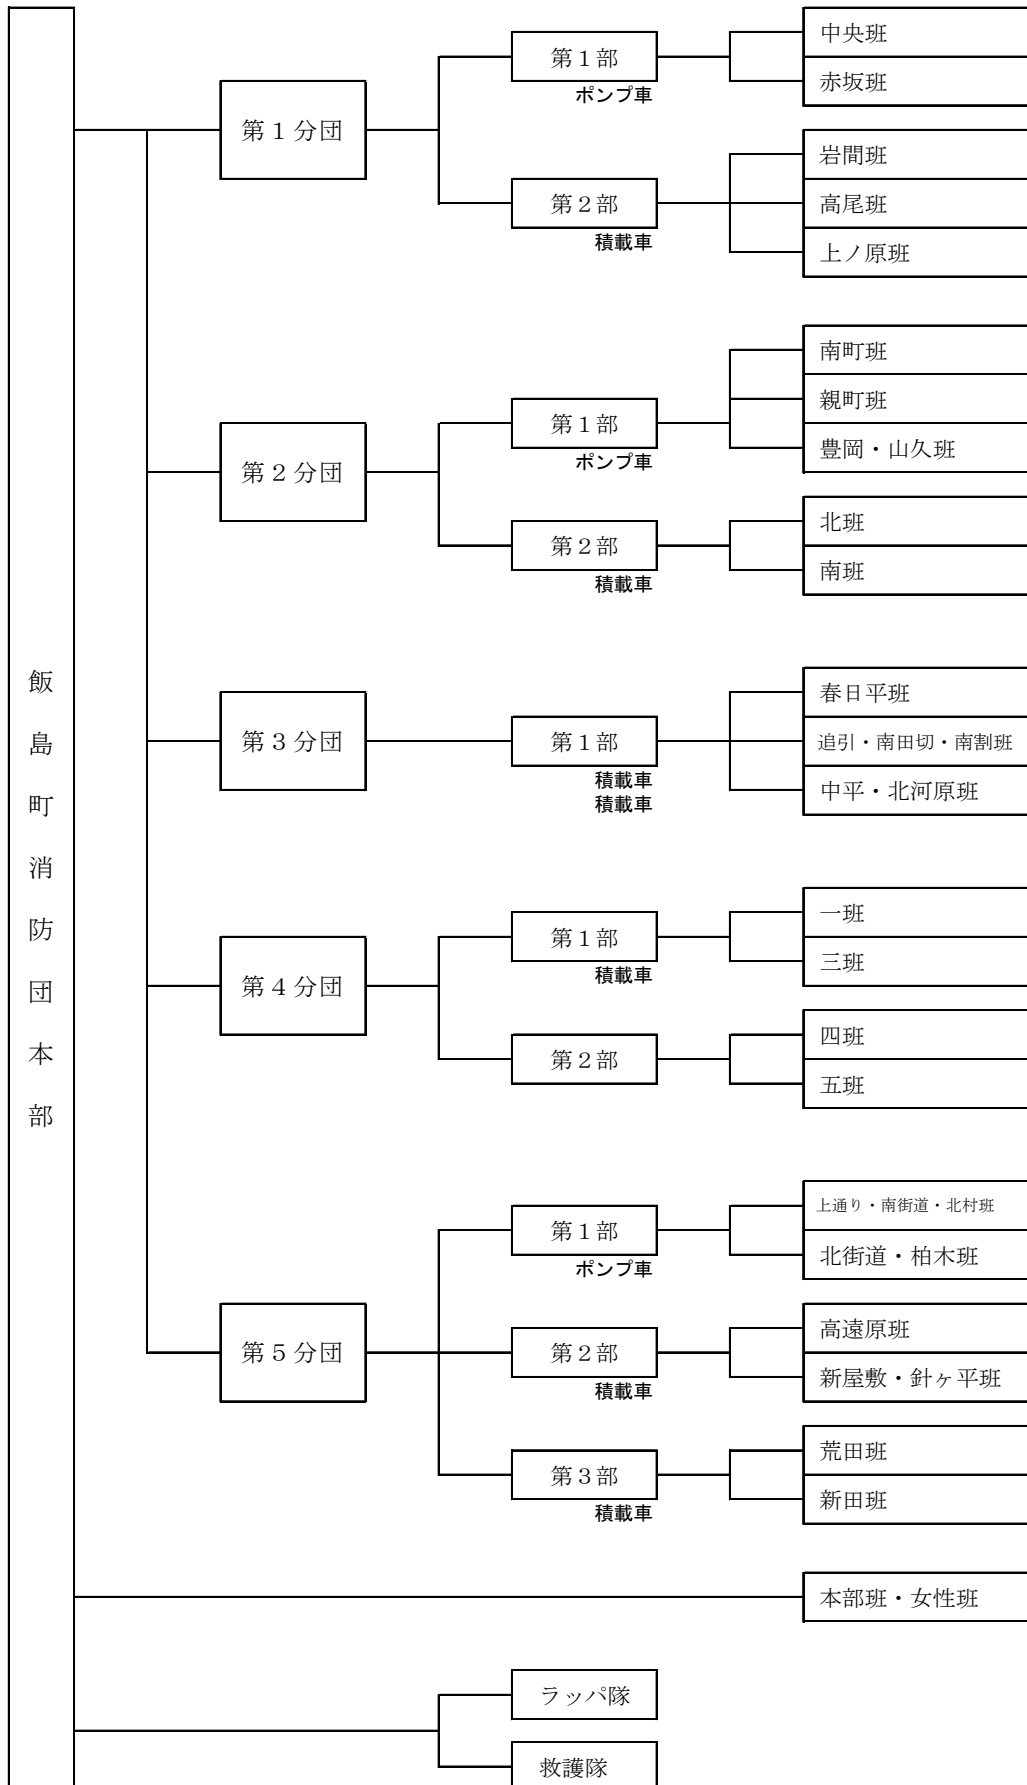 飯島町消防団本部
第１分団
第１部
ポンプ車
中央班
赤坂班
第２部
積載車
岩間班
高尾班
上ノ原班
第２分団
第１部
ポンプ車
南町班
親町班
豊岡・山久班
第２部
積載車
北班
南班
第３分団
第１部
積載車
積載車
春日平班
追引・南田切・南割班
中平・北河原班
第４分団
第１部
積載車
一班
三班
第２部
四班
五班
第５分団
第１部
ポンプ車
上通り・南街道・北村班
北街道・柏木班
第２部
積載車
高遠原班
新屋敷・針ヶ平班
第３部
積載車
荒田班
新田班
本部班・女性班
ラッパ隊
救護隊